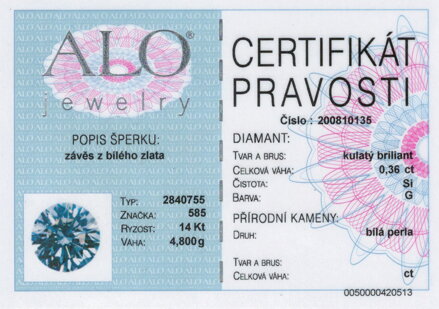 ALO®
jewelry
POPIS ŠPERKU:
závěs z bílého zlata
TYP: 2840755
ZNAČKA: 585
RYZOST: 14 Kt
VÁHA: 4,800g
CERTIFIKÁT
PRAVOSTI
Číslo : 200810135
DIAMANT:
TVAR A BRUS: kulatý briliant
CELKOVÁ VÁHA: 0,36 ct
ČISTOTA: Si
BARVA: G
PŘÍRODNÍ KAMENY:
DRUH: bílá perla
TVAR A BRUS:
CELKOVÁ VÁHA: ct
0050000420513